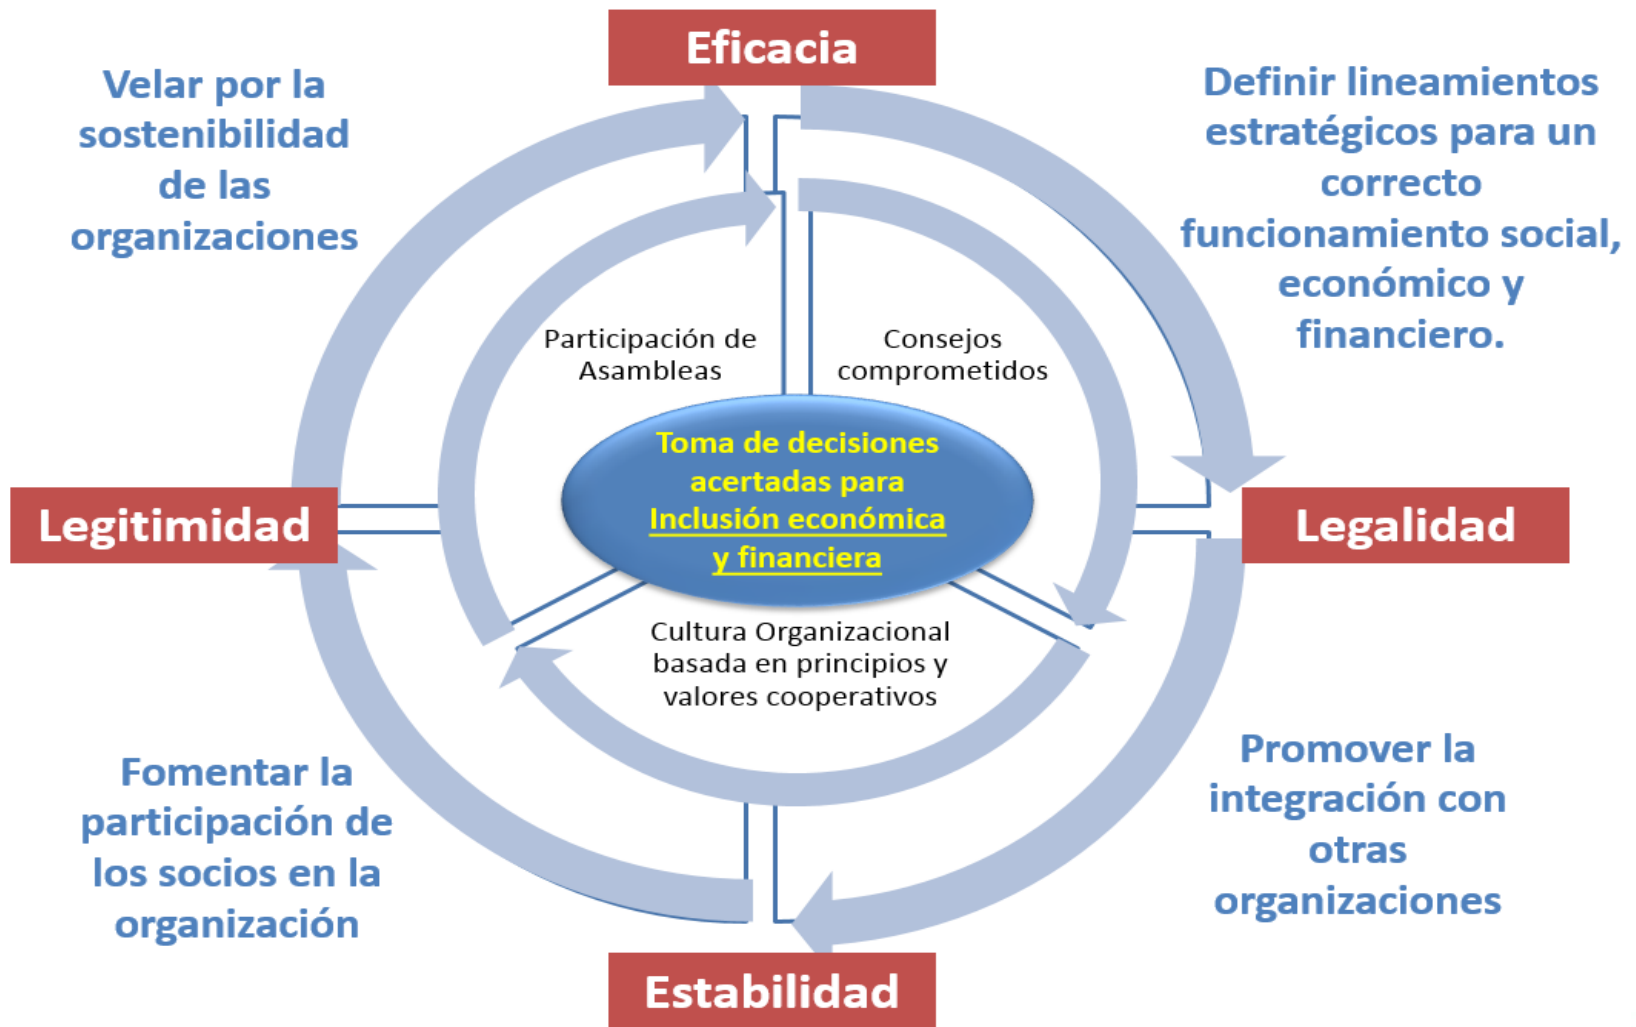 Eficacia
Velar por la
sostenibilidad
de las
organizaciones
Definir lineamientos
estratégicos para un
correcto
funcionamiento social,
económico y
financiero.
Participación de
Asambleas
Consejos
comprometidos
Toma de decisiones
acertadas para
Inclusión económica
y financiera
Legitimidad
Legalidad
Cultura Organizacional
basada en principios y
valores cooperativos
Fomentar la
participación de
los socios en la
organización
Promover la
integración con
otras
organizaciones
Estabilidad